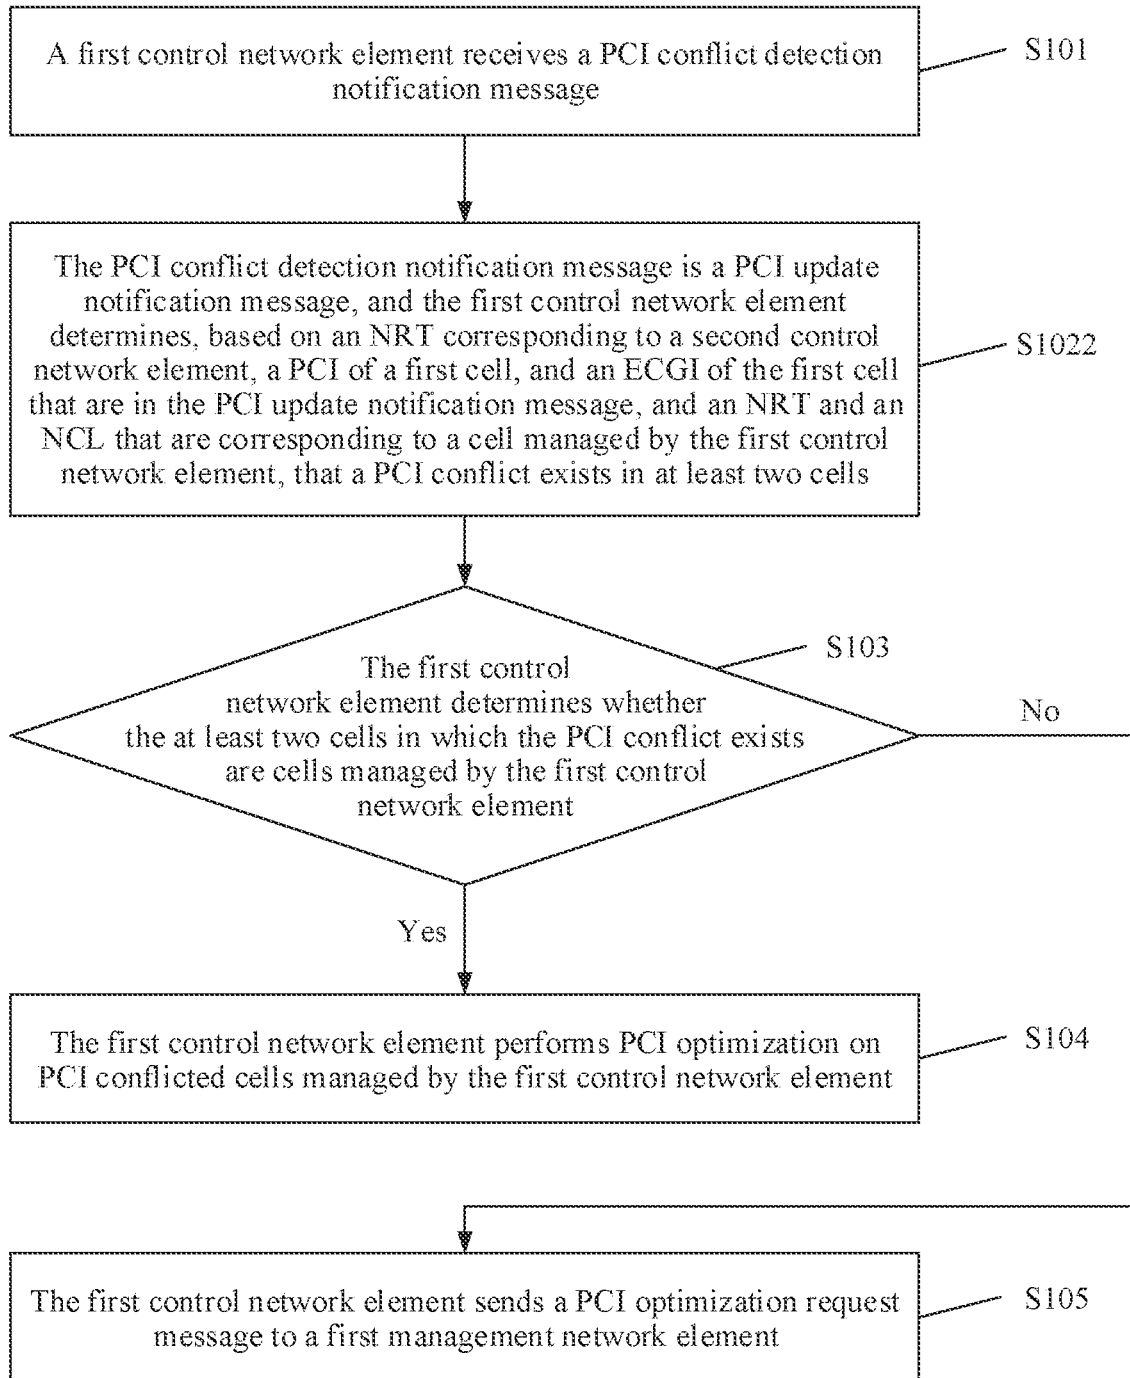 A first control network element receives a PCI conflict detection
notification message
S101
The PCI conflict detection notification message is a PCI update
notification message, and the first control network element
determines, based on an NRT corresponding to a second control
network element, a PCI of a first cell, and an ECGI of the first cell
that are in the PCI update notification message, and an NRT and an
NCL that are corresponding to a cell managed by the first control
network element, that a PCI conflict exists in at least two cells
S1022
The first control
network element determines whether
the at least two cells in which the PCI conflict exists
are cells managed by the first control
network element
S103
No
Yes
The first control network element performs PCI optimization on
PCI conflicted cells managed by the first control network element
S104
The first control network element sends a PCI optimization request
message to a first management network element
S105